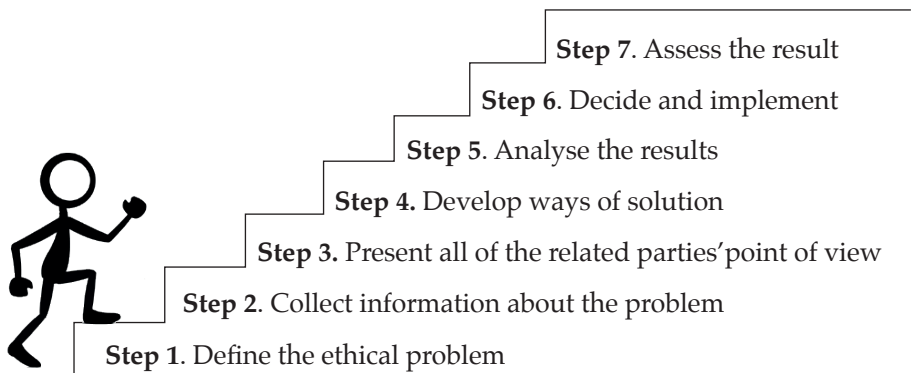 Step 7. Assess the result
Step 6. Decide and implement
Step 5. Analyse the results
Step 4. Develop ways of solution
Step 3. Present all of the related parties'point of view
Step 2. Collect information about the problem
Step 1. Define the ethical problem